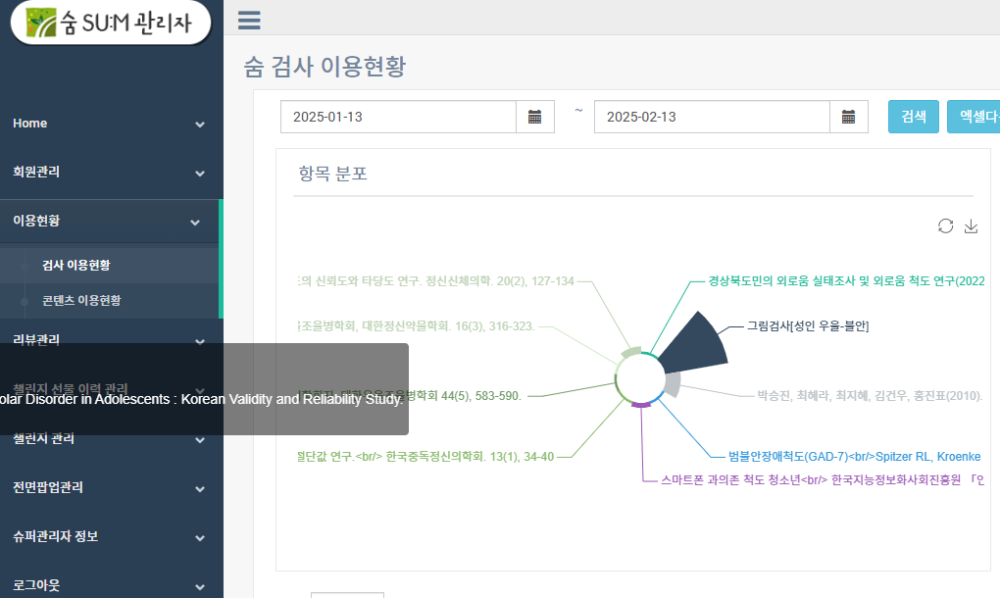 숨 SU:M 관리자
숨 검사 이용현황
Home
회원관리
이용현황
검사 이용현황
콘텐츠 이용현황
리뷰관리
챌린지 선물 이력 관리
olar Disorder in Adolescents : Korean Validity and Reliability Study.
챌린지 관리
전면팝업관리
슈퍼관리자 정보
로그아웃
2025-01-13
~
2025-02-13
검색
엑셀다
항목 분포
의 신뢰도와 타당도 연구. 정신신체의학. 20(2), 127-134
경상북도민의 외로움 실태조사 및 외로움 척도 연구(2022
조울병학회, 대한정신약물학회. 16(3), 316-323.
그림검사[성인 우울-불안]
병학회 44(5), 583-590.
박승진, 최혜라, 최지혜, 김건우, 홍진표(2010).
절단값 연구.<br/> 한국중독정신의학회. 13(1), 34-40
범불안장애척도(GAD-7)<br/>Spitzer RL, Kroenke
스마트폰 과의존 척도 청소년<br/> 한국지능정보화사회진흥원 「인